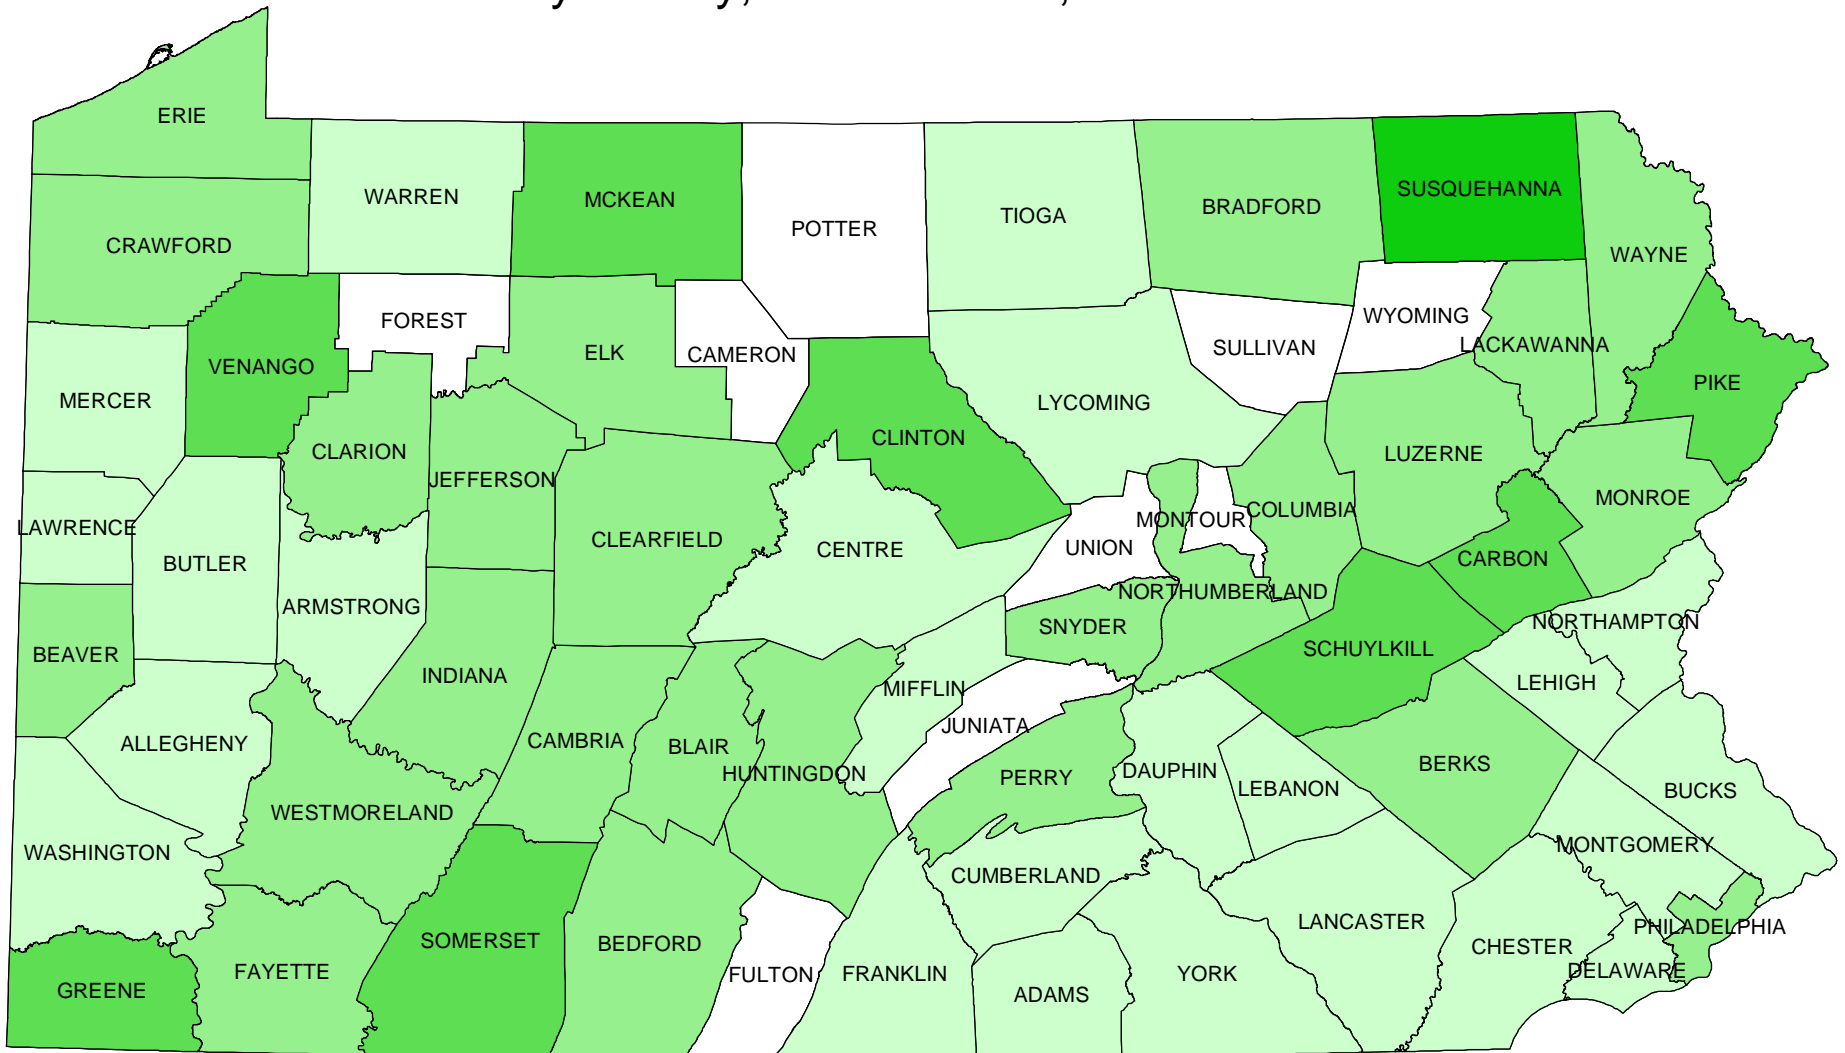 ERIE
WARREN
MCKEAN
POTTER
TIOGA
BRADFORD
SUSQUEHANNA
WAYNE
CRAWFORD
FOREST
ELK
CAMERON
SULLIVAN
WYOMING
LACKAWANNA
PIKE
VENANGO
MERCER
CLARION
JEFFERSON
CLINTON
LYCOMING
LUZERNE
MONROE
LAWRENCE
BUTLER
ARMSTRONG
CLEARFIELD
CENTRE
UNION
MONTOUR
COLUMBIA
CARBON
NORTHUMBERLAND
SNYDER
SCHUYLKILL
NORTHAMPTON
LEHIGH
BEAVER
INDIANA
MIFFLIN
JUNIATA
ALLEGHENY
CAMBRIA
BLAIR
HUNTINGDON
PERRY
DAUPHIN
LEBANON
BERKS
BUCKS
WESTMORELAND
WASHINGTON
CUMBERLAND
MONTGOMERY
LANCASTER
CHESTER
PHILADELPHIA
DELAWARE
GREENE
FAYETTE
SOMERSET
BEDFORD
FULTON
FRANKLIN
ADAMS
YORK